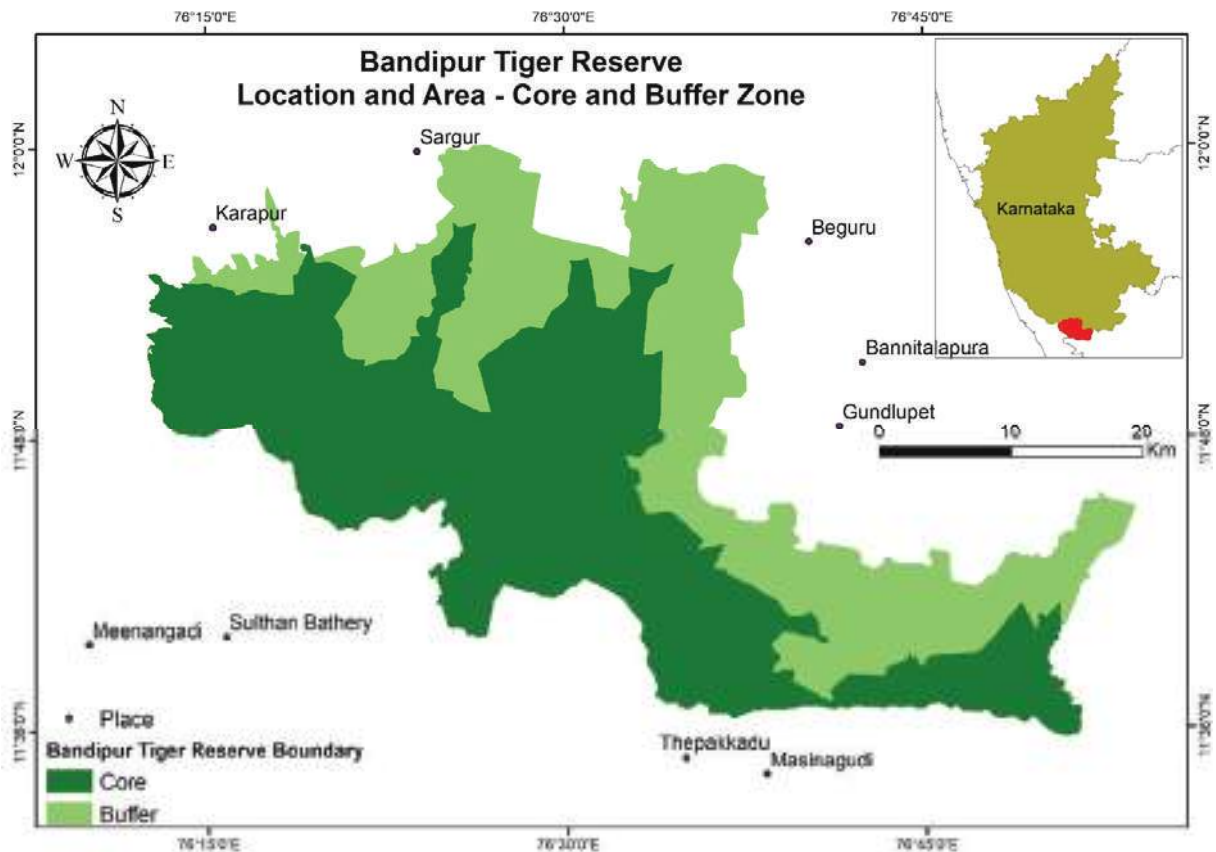 76°15'0"E 76°30'0"E 76°45'0"E
Bandipur Tiger Reserve
Location and Area - Core and Buffer Zone
N
W E
S
12°0'0"N
12°0'0"N
Sargur
Karapur
Beguru
Karnataka
Bannitalapura
Gundlupet
11°48'0"N
11°48'0"N
0 10 20
Km
Meenangadi
Sulthan Bathery
Place
Thepakkadu
Masinagudi
11°36'0"N
11°36'0"N
Bandipur Tiger Reserve Boundary
Core
Buffer
76°15'0"E 76°30'0"E 76°45'0"E